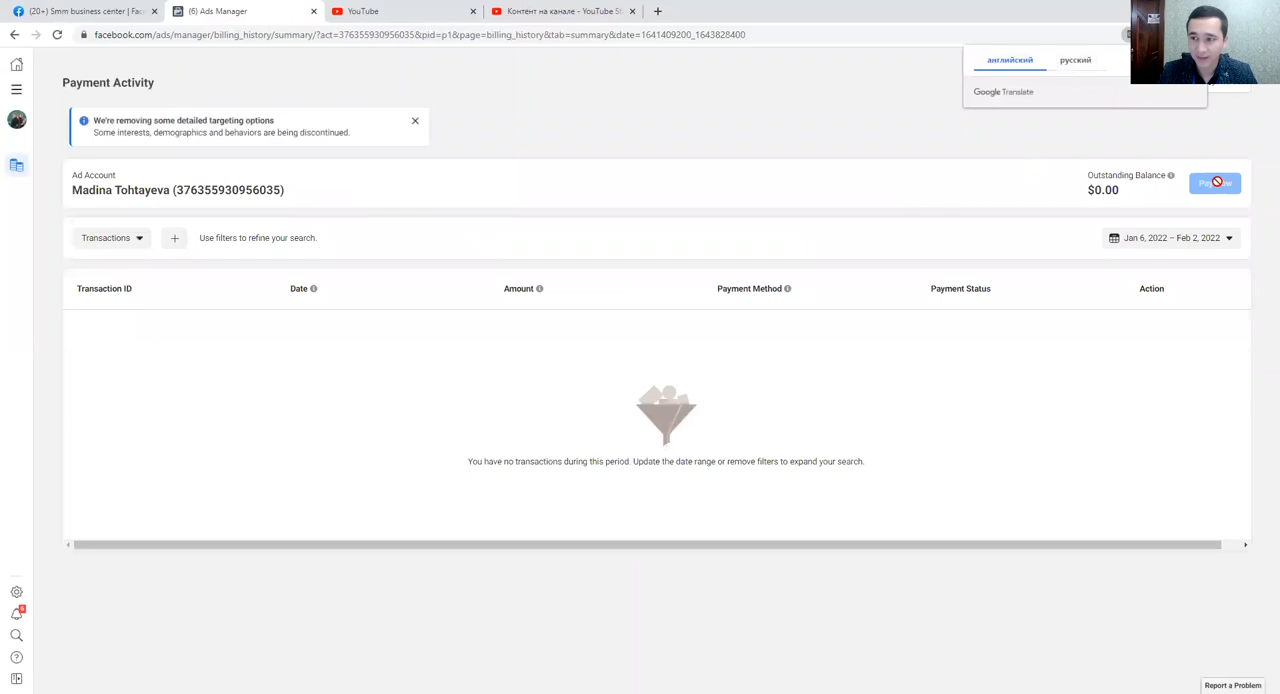 (20+) Smm business center | Fac
(6) Ads Manager
YouTube
Контент на канале - YouTube St
facebook.com/ads/manager/billing_history/summary/?act=376355930956035&pid=p1&page=billing_history&tab=summary&date=1641409200_1643828400
английский
русский
Google Translate
Payment Activity
We're removing some detailed targeting options
Some interests, demographics and behaviors are being discontinued.
Ad Account
Outstanding Balance
Madina Tohtayeva (376355930956035)
$0.00
Transactions
Use filters to refine your search.
Jan 6, 2022 – Feb 2, 2022
Transaction ID
Date
Amount
Payment Method
Payment Status
Action
You have no transactions during this period. Update the date range or remove filters to expand your search.
Report a Problem